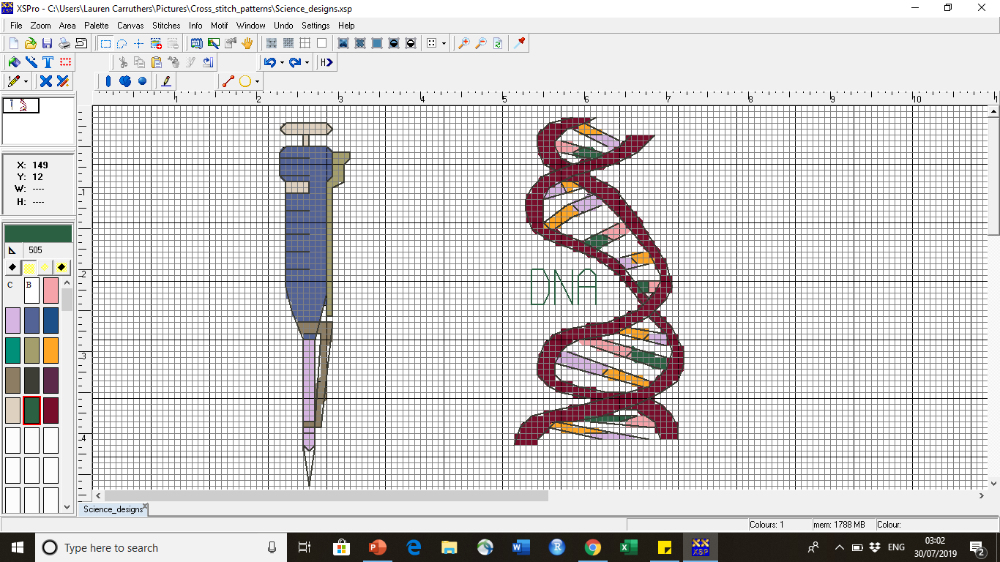 XSPro - C:\Users\Lauren Carruthers\Pictures\Cross_stitch_patterns\Science_designs.xsp
File Zoom Area Palette Canvas Stitches Info Motif Window Undo Settings Help
H
1 2 3 4 5 6 7 8 9 10 1
X: 149
Y: 12
W: ----
H: ----
1
2
3
4
505
C B
DNA
Science_designs
Colours: 1 mem: 1788 MB Colour:
Type here to search
ENG
03:02
30/07/2019
2